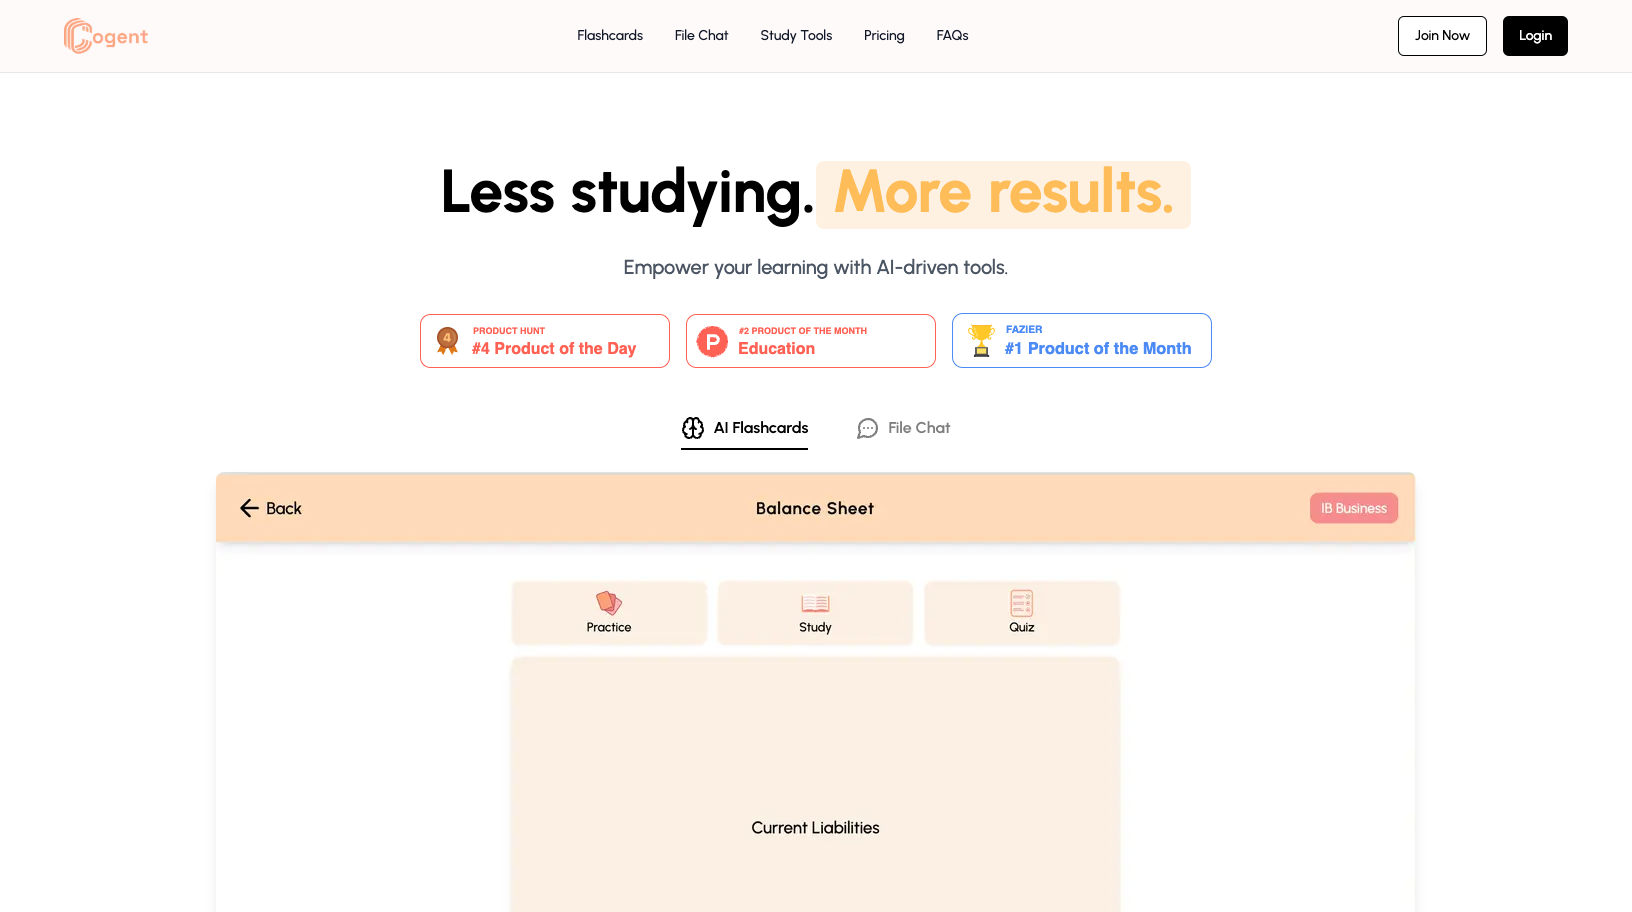 Cogent
Flashcards
File Chat
Study Tools
Pricing
FAQs
Join Now
Login
Less studying. More results.
Empower your learning with AI-driven tools.
4
PRODUCT HUNT
#4 Product of the Day
P
#2 PRODUCT OF THE MONTH
Education
FAZIER
#1 Product of the Month
AI Flashcards
File Chat
Back
Balance Sheet
IB Business
Practice
Study
Quiz
Current Liabilities